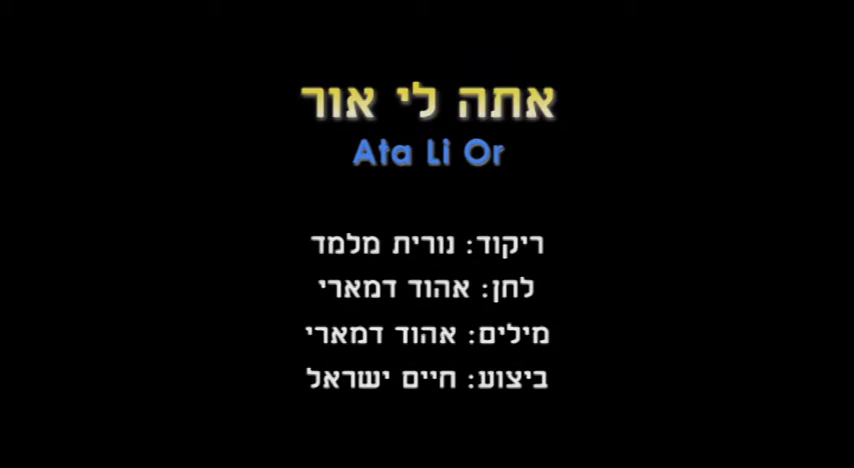 אתה לי אור
Ata Li Or
ריקוד: נורית מלמד
לחן: אהוד דמארי
מילים: אהוד דמארי
ביצוע: חיים ישראל